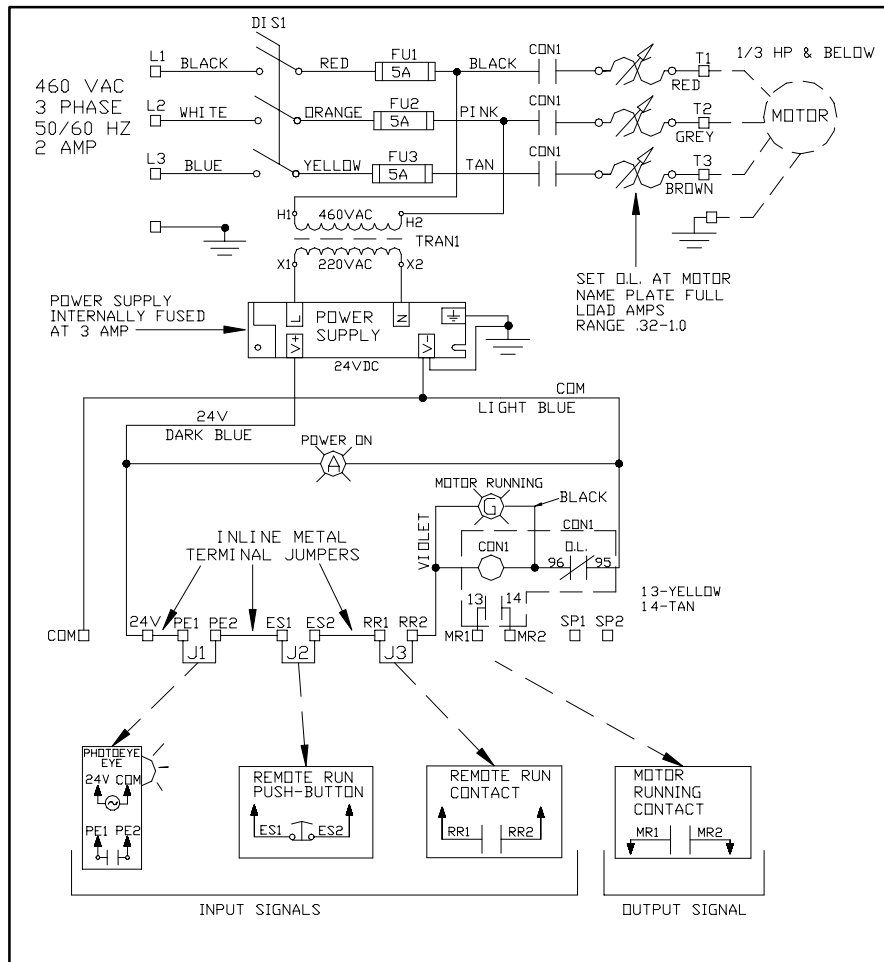 DIS1
L1
BLACK
RED
FU1
5A
BLACK
CON1
T1
RED
1/3 HP & BELOW
460 VAC
3 PHASE
50/60 HZ
2 AMP
L2
WHITE
ORANGE
FU2
5A
PINK
CON1
T2
GREY
MOTOR
L3
BLUE
YELLOW
FU3
5A
TAN
CON1
T3
BROWN
H1
460VAC
H2
TRAN1
X1
220VAC
X2
SET O.L. AT MOTOR
NAME PLATE FULL
LOAD AMPS
RANGE .32-1.0
POWER SUPPLY
INTERNALLY FUSED
AT 3 AMP
L
POWER
SUPPLY
N
V+
V-
24VDC
COM
LIGHT BLUE
24V
DARK BLUE
POWER ON
A
MOTOR RUNNING
G
BLACK
VIOLET
CON1
INLINE METAL
TERMINAL JUMPERS
CON1
O.L.
96
95
13
14
13-YELLOW
14-TAN
COM
24V
PE1
PE2
ES1
ES2
RR1
RR2
MR1
MR2
SP1
SP2
J1
J2
J3
PHOTOEYE
EYE
24V COM
PE1 PE2
REMOTE RUN
PUSH-BUTTON
ES1
ES2
REMOTE RUN
CONTACT
RR1
RR2
MOTOR
RUNNING
CONTACT
MR1
MR2
INPUT SIGNALS
OUTPUT SIGNAL